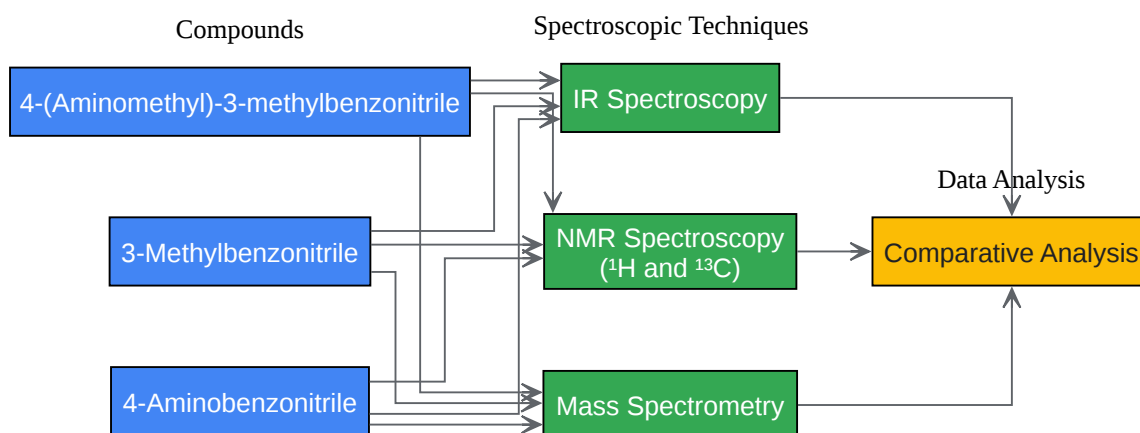 Compounds
Spectroscopic Techniques
4-(Aminomethyl)-3-methylbenzonitrile
IR Spectroscopy
Data Analysis
3-Methylbenzonitrile
NMR Spectroscopy
(¹H and ¹³C)
Comparative Analysis
4-Aminobenzonitrile
Mass Spectrometry